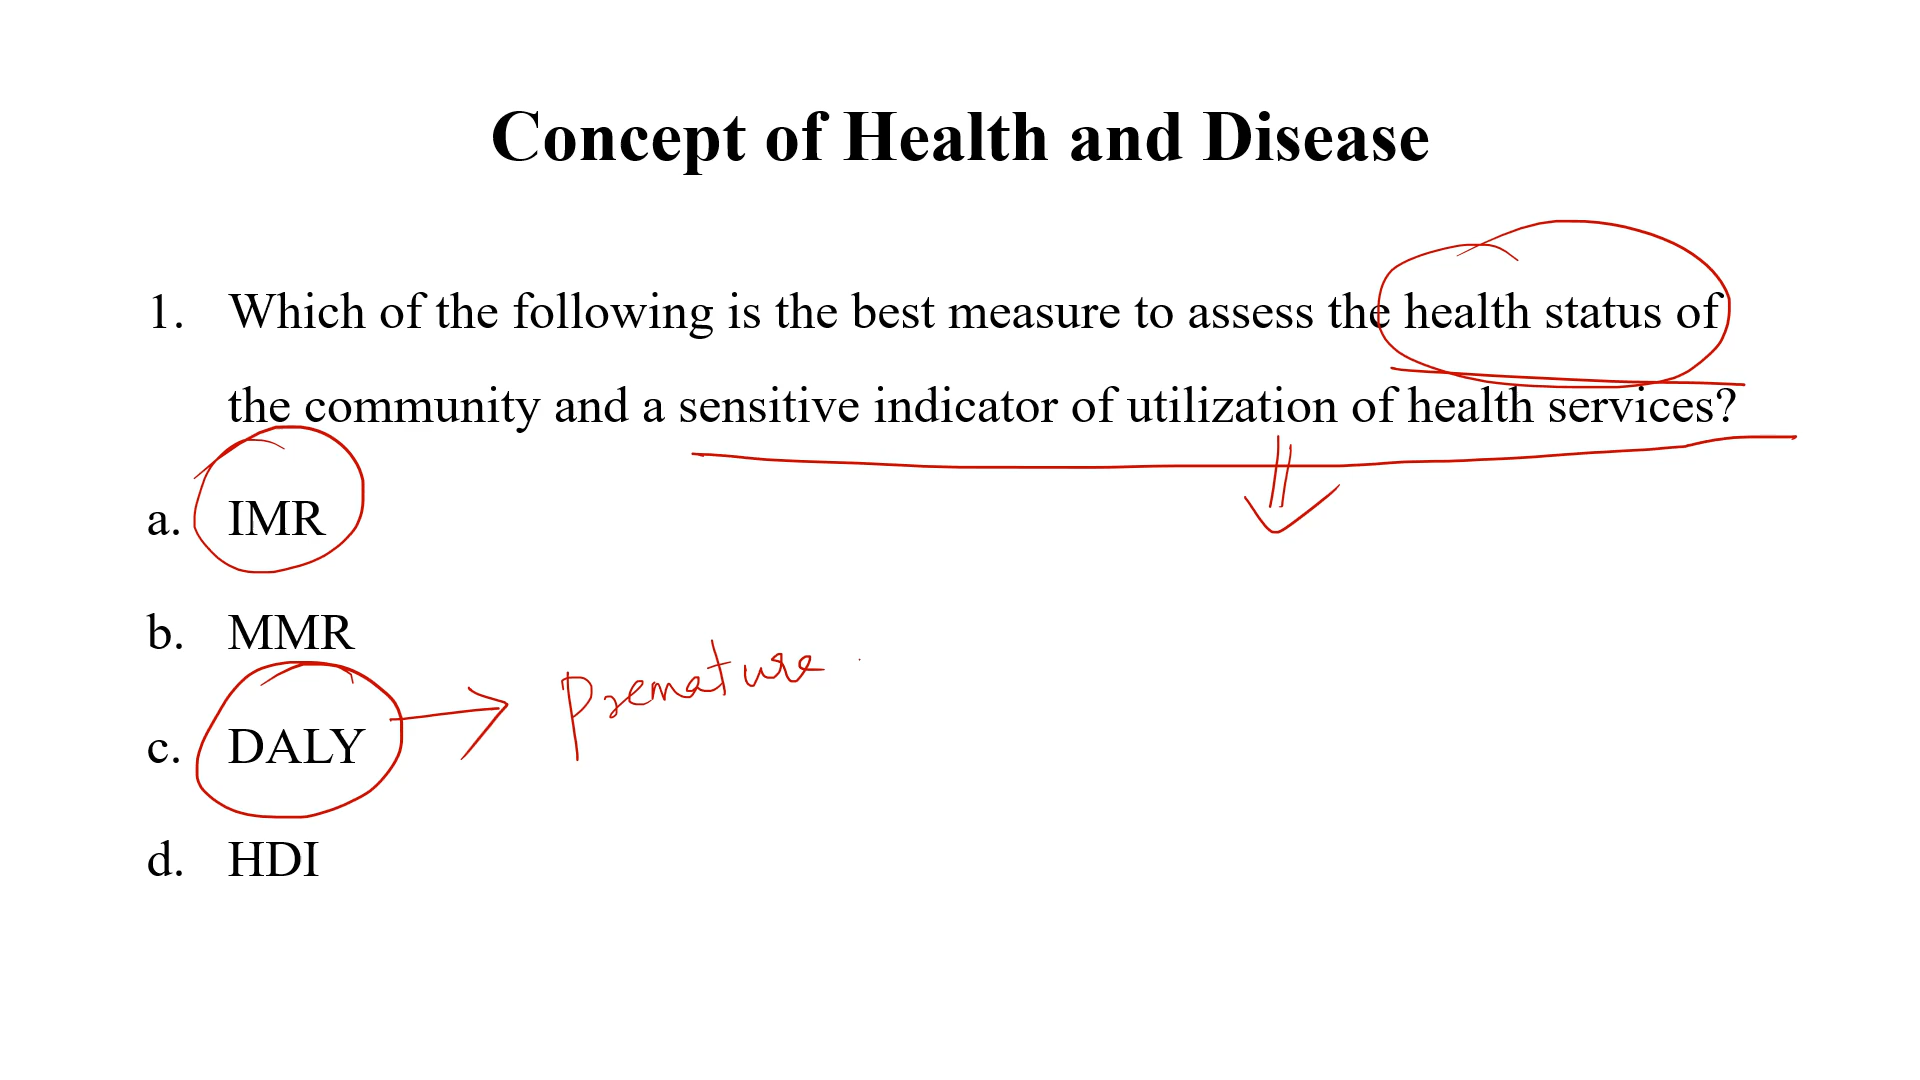 Concept of Health and Disease
1. Which of the following is the best measure to assess the health status of
the community and a sensitive indicator of utilization of health services?
a. IMR
b. MMR
c. DALY
Premature
d. HDI